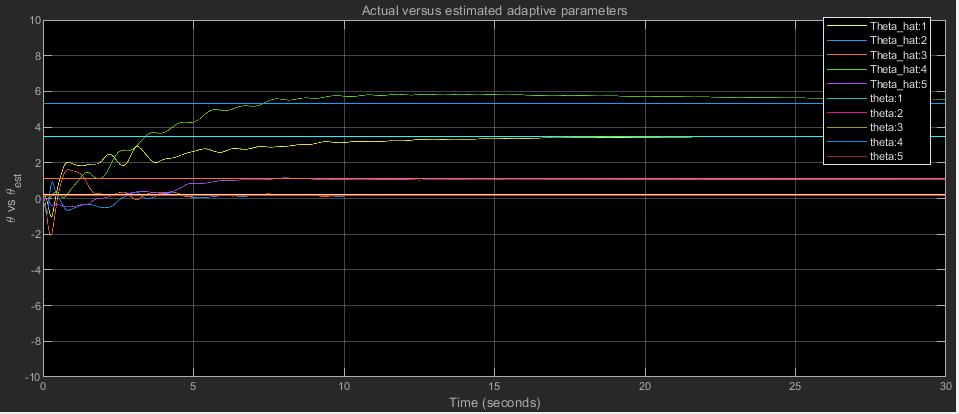 Actual versus estimated adaptive parameters
10
8
6
4
2
0
-2
-4
-6
-8
-10
θ vs θest
0
5
10
15
20
25
30
Time (seconds)
Theta_hat:1
Theta_hat:2
Theta_hat:3
Theta_hat:4
Theta_hat:5
theta:1
theta:2
theta:3
theta:4
theta:5